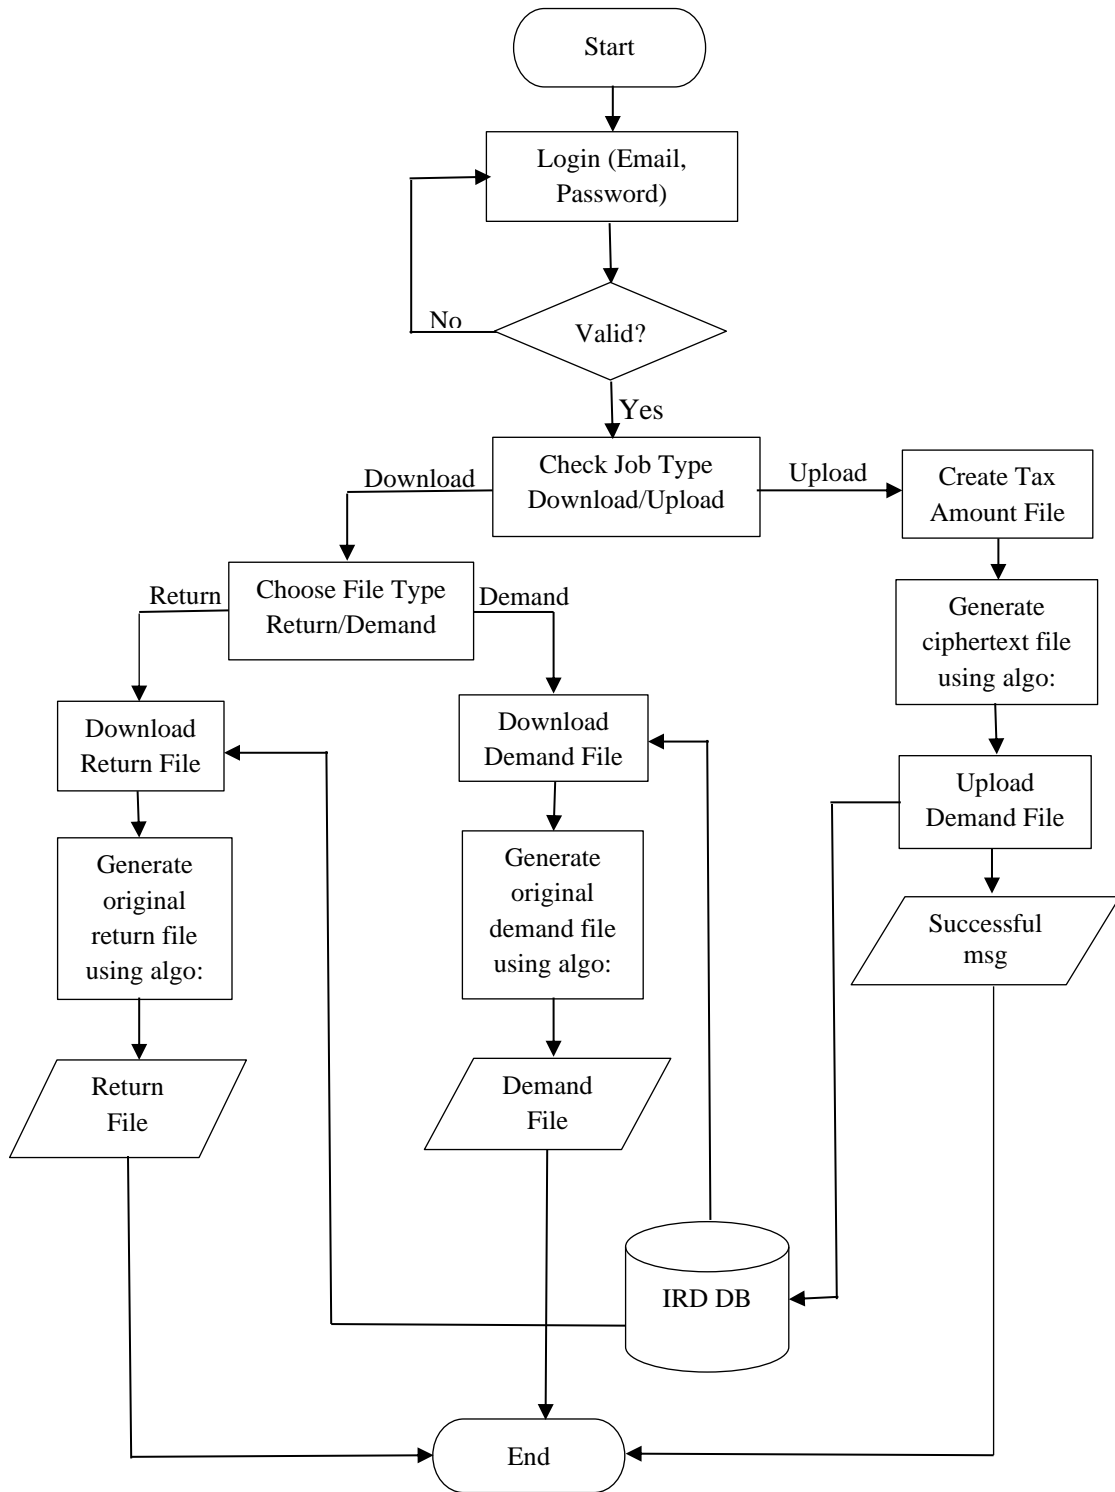 Start
Login (Email,
Password)
No
Valid?
Yes
Check Job Type
Download/Upload
Download
Upload
Create Tax
Amount File
Choose File Type
Return/Demand
Return
Demand
Generate
ciphertext file
using algo:
Download
Return File
Download
Demand File
Upload
Demand File
Generate
original
return file
using algo:
Generate
original
demand file
using algo:
Successful
msg
Return
File
Demand
File
IRD DB
End